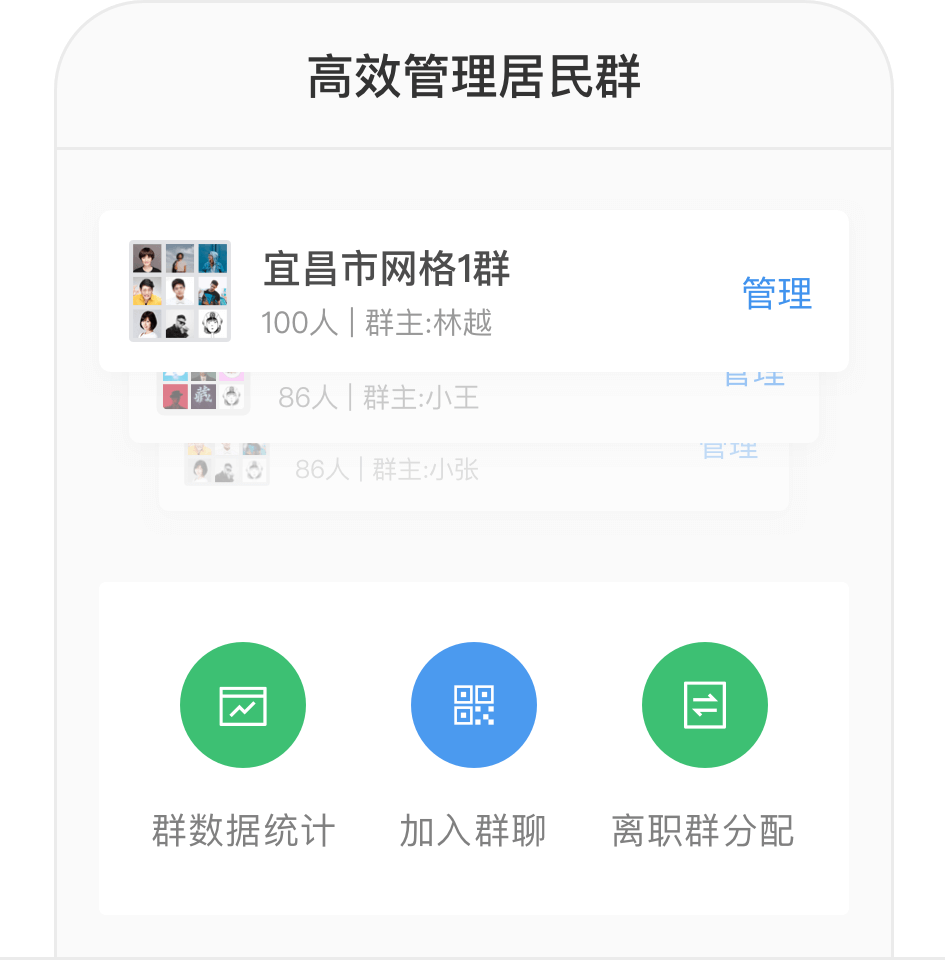 高效管理居民群
宜昌市网格1群
管理
100人 | 群主:林越
管理
86人 | 群主:小王
管理
86人 | 群主:小张
群数据统计
加入群聊
离职群分配